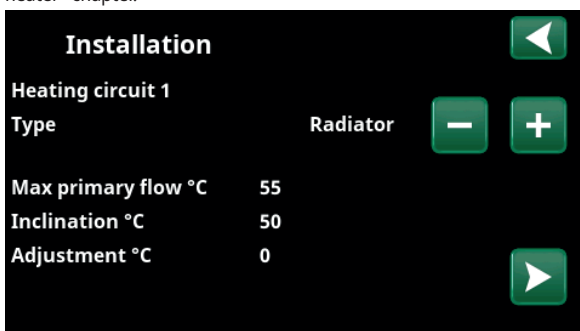 Installation
Heating circuit 1
Type Radiator
Max primary flow °C 55
Inclination °C 50
Adjustment °C 0